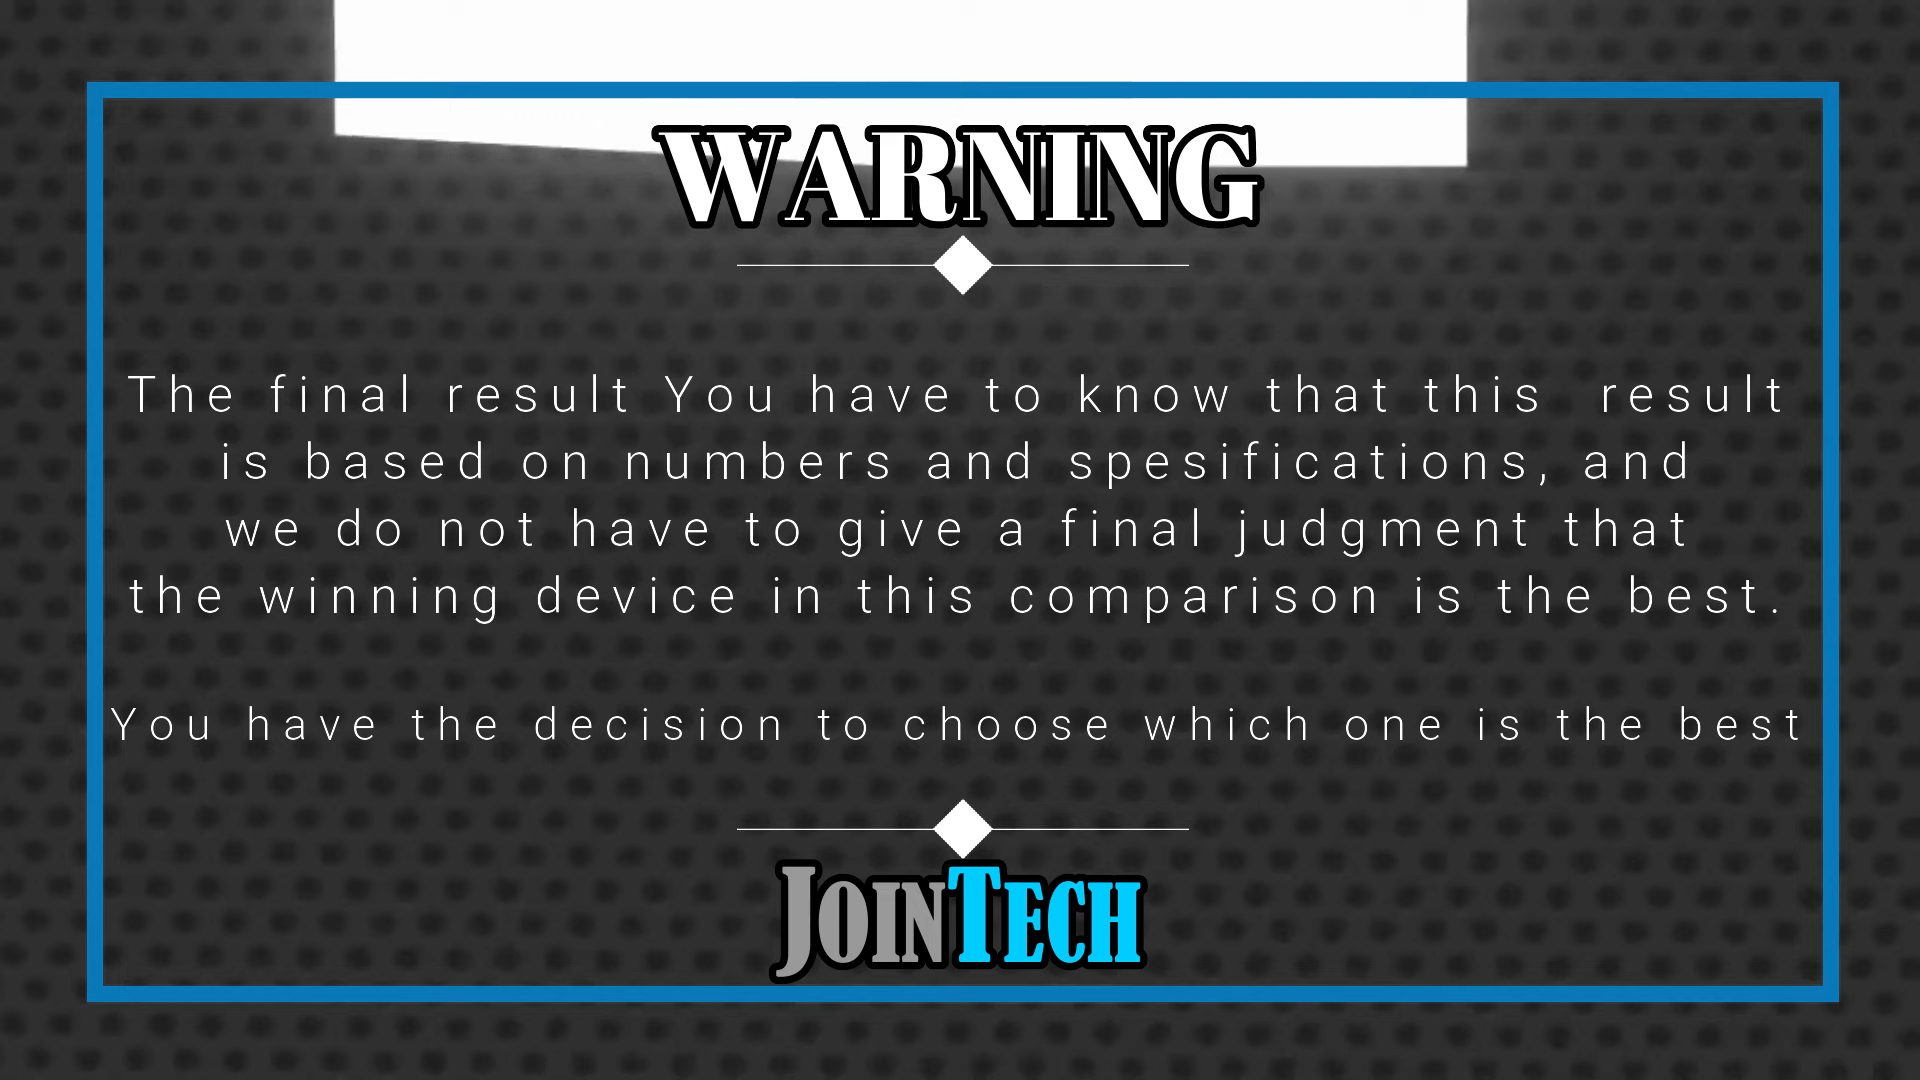 WARNING
The final result You have to know that this  result
is based on numbers and spesifications, and
we do not have to give a final judgment that
the winning device in this comparison is the best.
You have the decision to choose which one is the best
JOINTECH